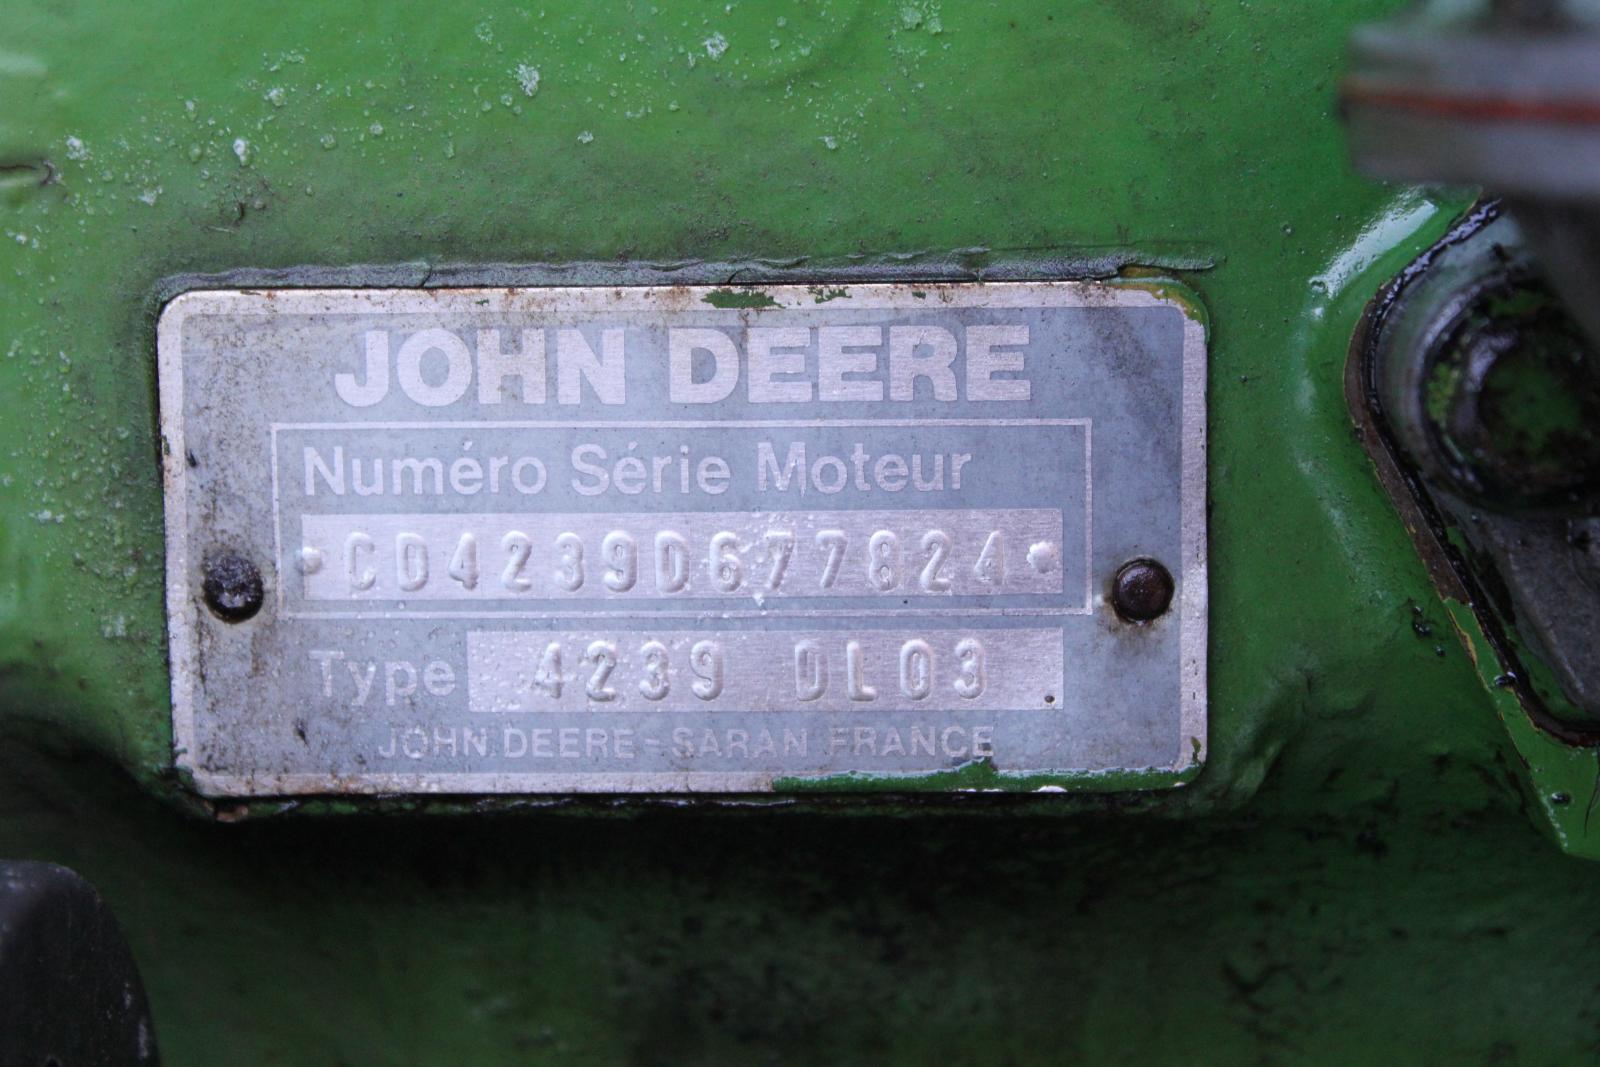 JOHN DEERE
Numéro Série Moteur
*CD4239D677824*
Type 4239 DL03
JOHN DEERE - SARAN FRANCE